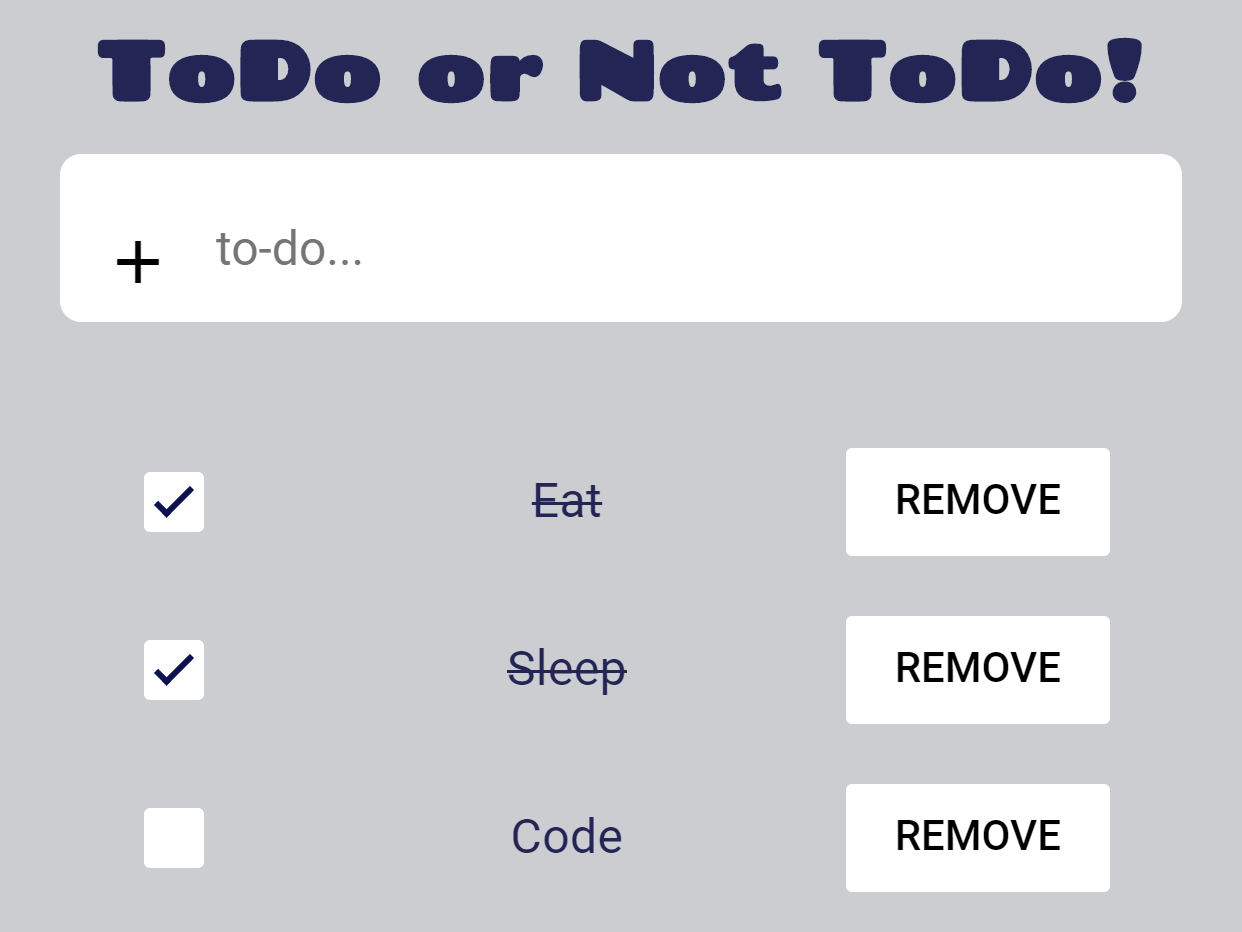 ToDo or Not ToDo!
+ to-do...
Eat REMOVE
Sleep REMOVE
Code REMOVE